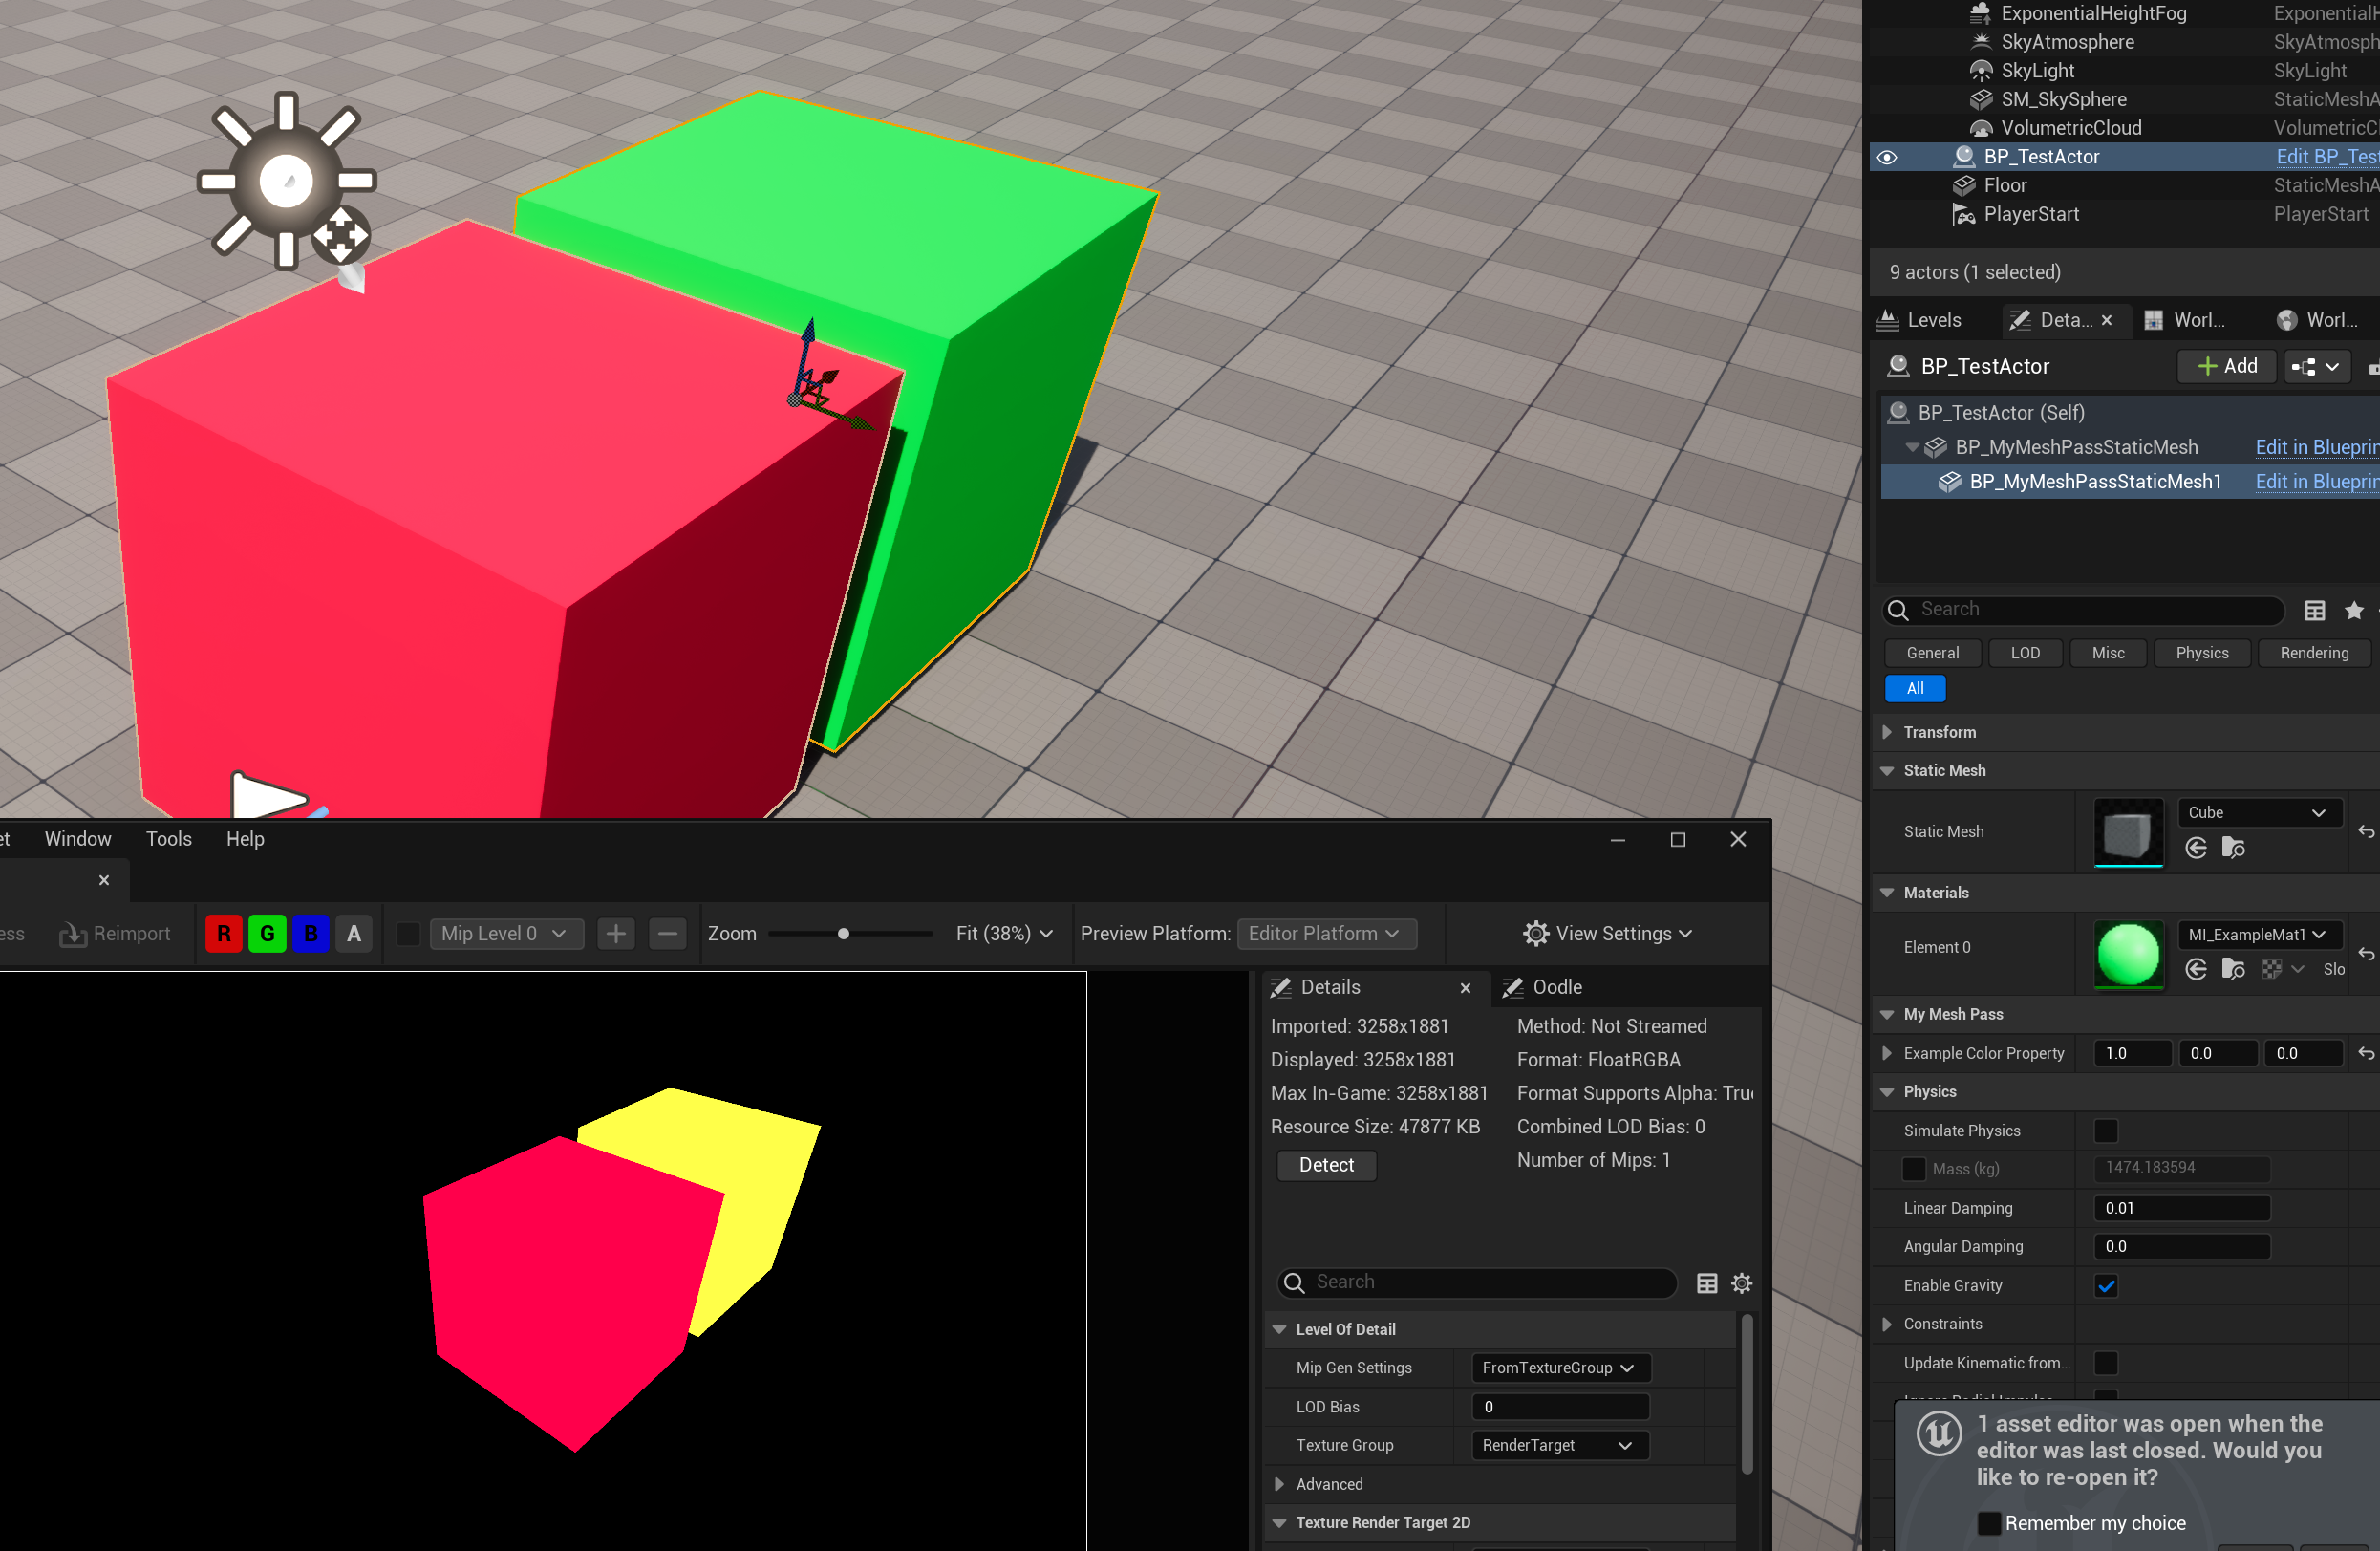 ExponentialHeightFog ExponentialH
SkyAtmosphere SkyAtmosph
SkyLight SkyLight
SM_SkySphere StaticMeshA
VolumetricCloud VolumetricCl
BP_TestActor Edit BP_Test
Floor StaticMeshA
PlayerStart PlayerStart
9 actors (1 selected)
Levels Deta... Worl... Worl...
BP_TestActor Add
BP_TestActor (Self)
BP_MyMeshPassStaticMesh Edit in Blueprin
BP_MyMeshPassStaticMesh1 Edit in Blueprin
Search
General LOD Misc Physics Rendering
All
Transform
Static Mesh
Static Mesh Cube
Materials
Element 0 MI_ExampleMat1
Slo
My Mesh Pass
Example Color Property 1.0 0.0 0.0
Physics
Simulate Physics
Mass (kg) 1474.183594
Linear Damping 0.01
Angular Damping 0.0
Enable Gravity
Constraints
Update Kinematic from...
1 asset editor was open when the
editor was last closed. Would you
like to re-open it?
Remember my choice
et Window Tools Help
ess Reimport R G B A Mip Level 0 Zoom Fit (38%) Preview Platform: Editor Platform View Settings
Details Oodle
Imported: 3258x1881 Method: Not Streamed
Displayed: 3258x1881 Format: FloatRGBA
Max In-Game: 3258x1881 Format Supports Alpha: True
Resource Size: 47877 KB Combined LOD Bias: 0
Number of Mips: 1
Detect
Search
Level Of Detail
Mip Gen Settings FromTextureGroup
LOD Bias 0
Texture Group RenderTarget
Advanced
Texture Render Target 2D